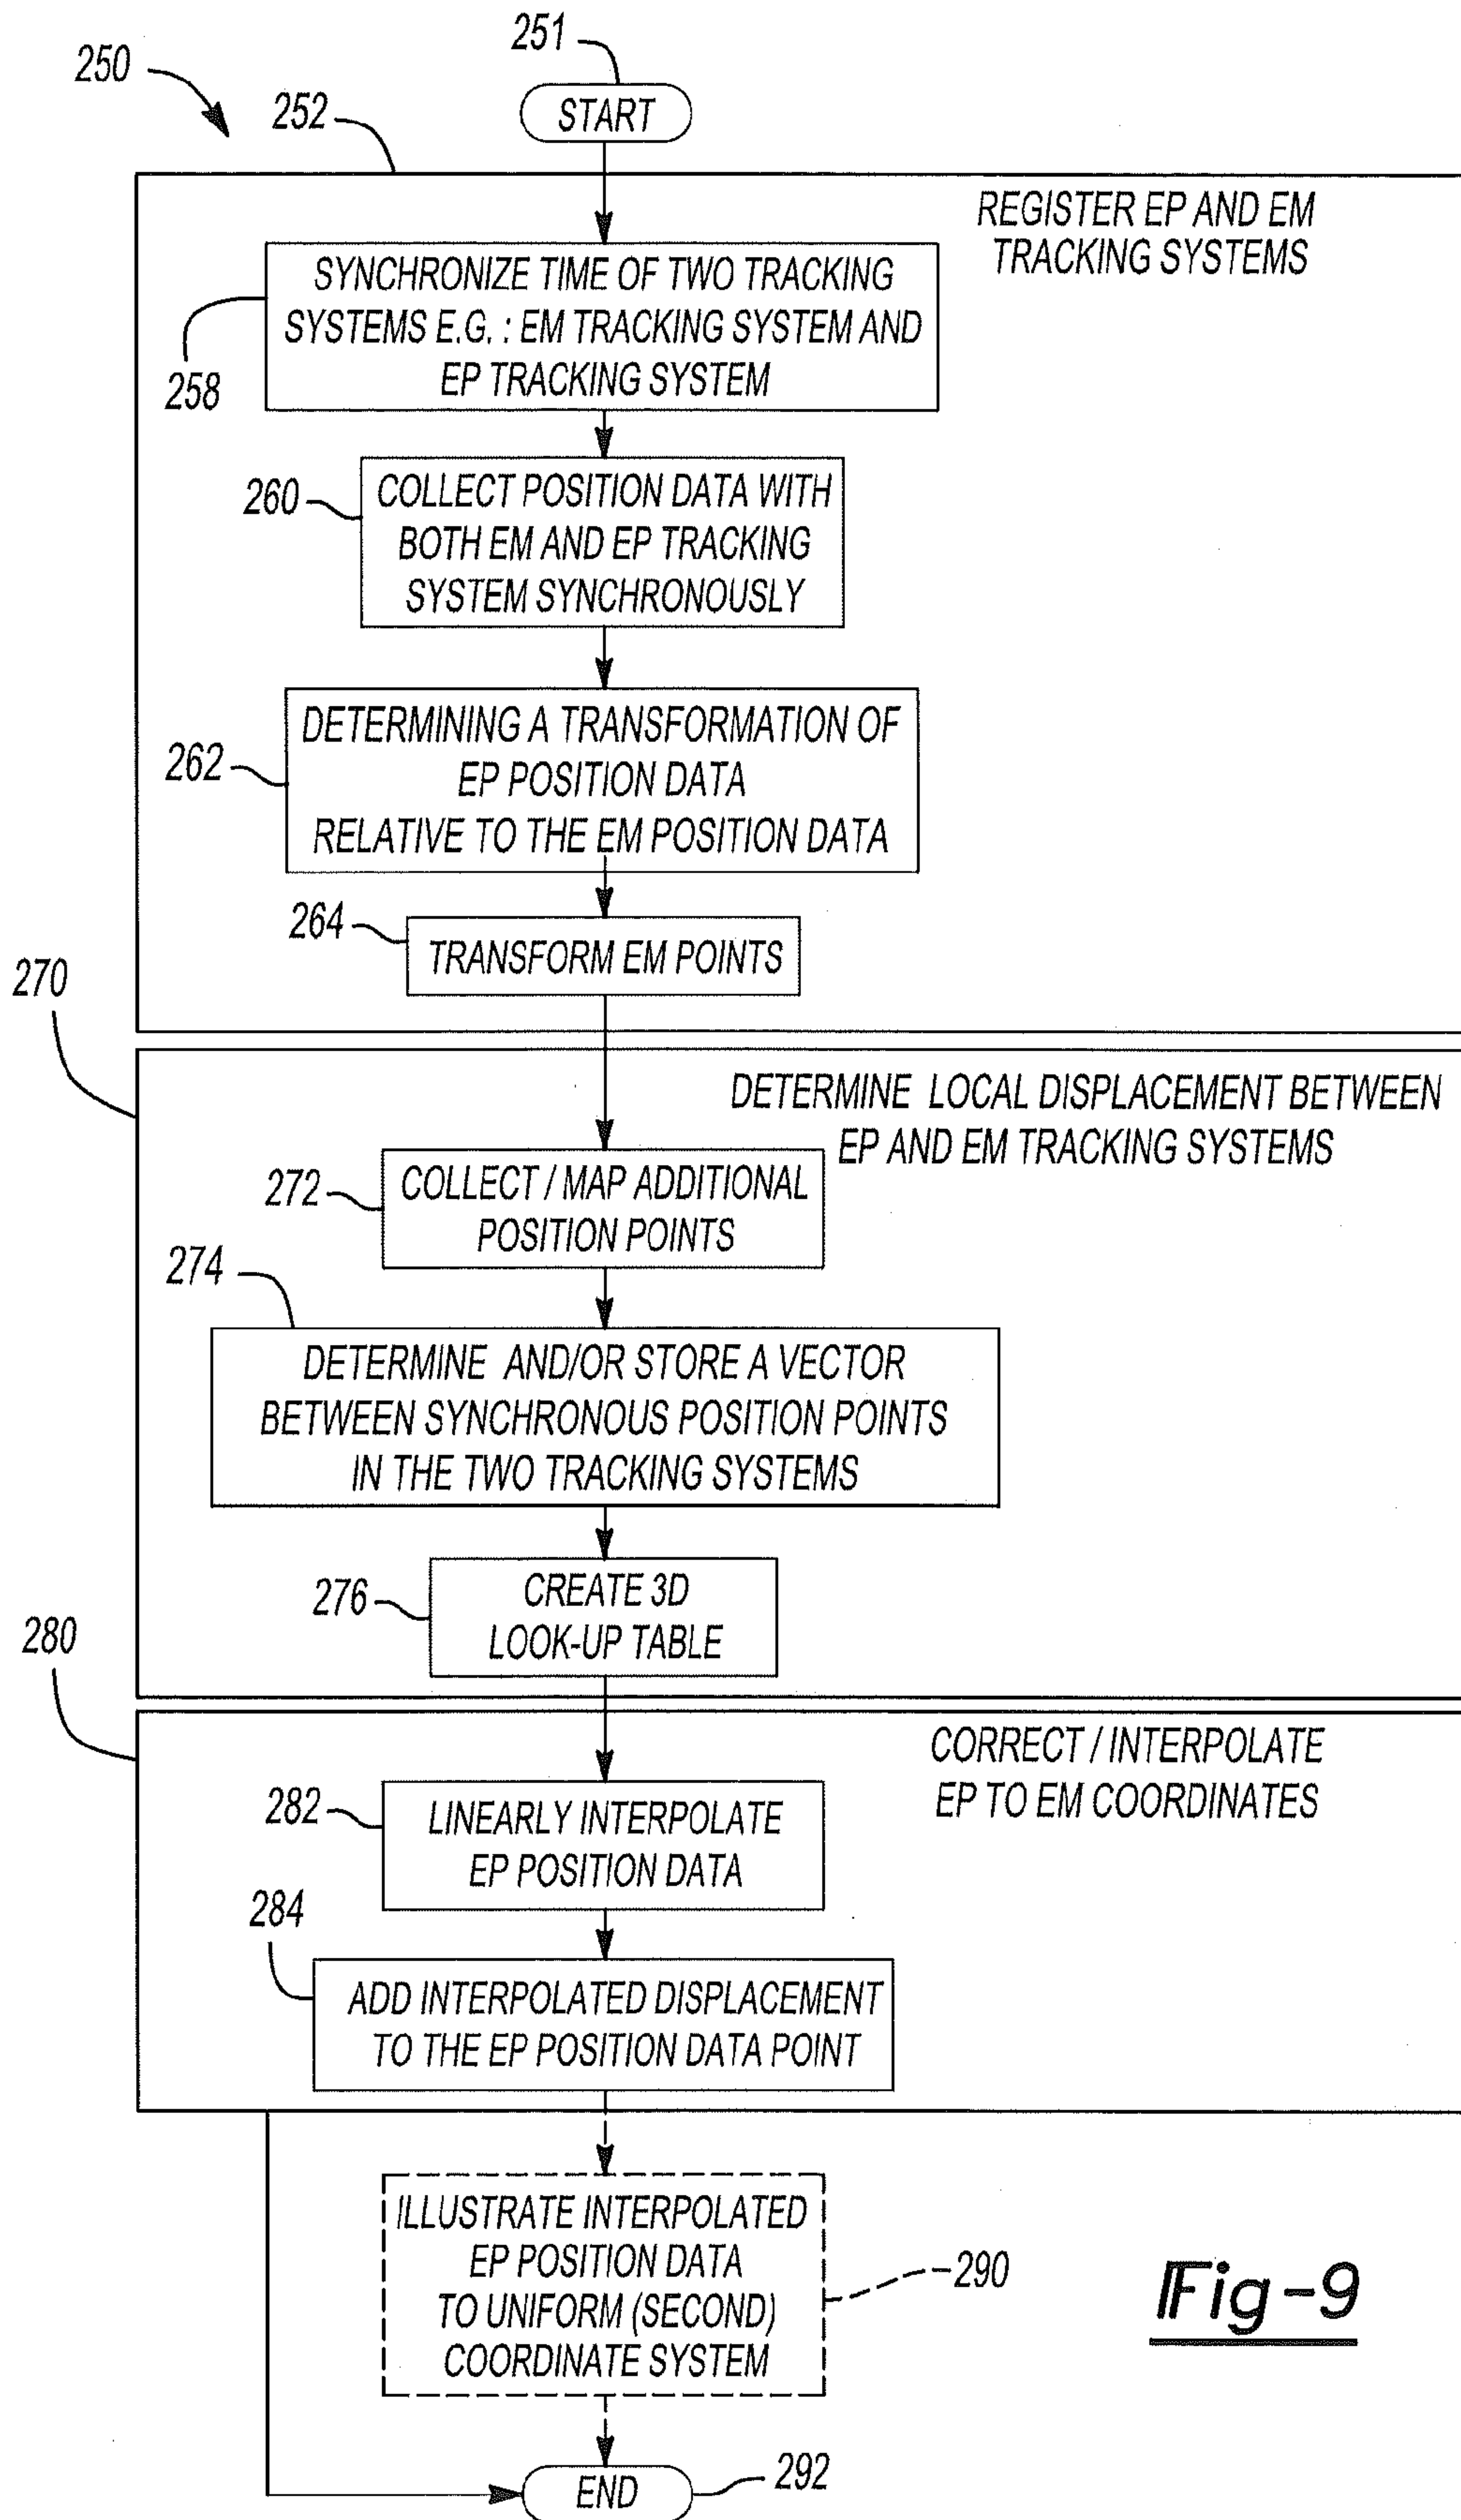 251
250
START
252
REGISTER EP AND EM
TRACKING SYSTEMS
SYNCHRONIZE TIME OF TWO TRACKING
SYSTEMS E.G. : EM TRACKING SYSTEM AND
EP TRACKING SYSTEM
258
260
COLLECT POSITION DATA WITH
BOTH EM AND EP TRACKING
SYSTEM SYNCHRONOUSLY
262
DETERMINING A TRANSFORMATION OF
EP POSITION DATA
RELATIVE TO THE EM POSITION DATA
264
TRANSFORM EM POINTS
270
DETERMINE LOCAL DISPLACEMENT BETWEEN
EP AND EM TRACKING SYSTEMS
272
COLLECT / MAP ADDITIONAL
POSITION POINTS
274
DETERMINE AND/OR STORE A VECTOR
BETWEEN SYNCHRONOUS POSITION POINTS
IN THE TWO TRACKING SYSTEMS
276
CREATE 3D
LOOK-UP TABLE
280
CORRECT / INTERPOLATE
EP TO EM COORDINATES
282
LINEARLY INTERPOLATE
EP POSITION DATA
284
ADD INTERPOLATED DISPLACEMENT
TO THE EP POSITION DATA POINT
ILLUSTRATE INTERPOLATED
EP POSITION DATA
TO UNIFORM (SECOND)
COORDINATE SYSTEM
290
Fig-9
END
292